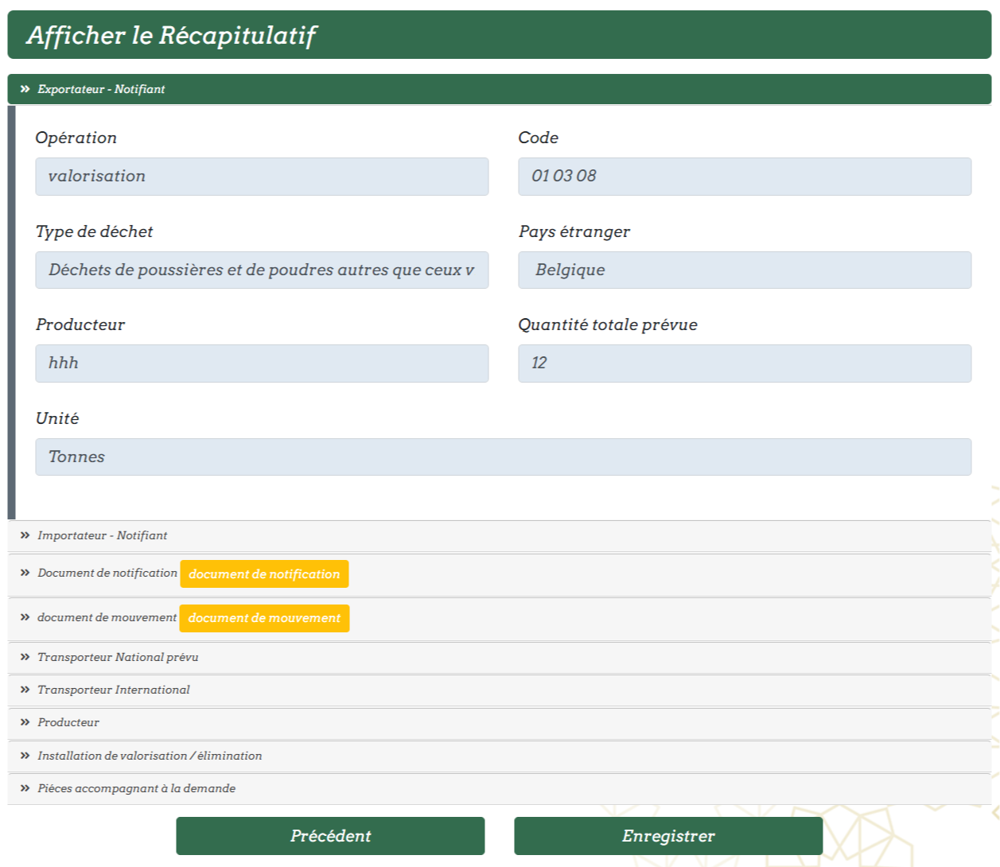 Afficher le Récapitulatif
Exportateur - Notifiant
Opération
Code
valorisation
01 03 08
Type de déchet
Pays étranger
Déchets de poussières et de poudres autres que ceux v
Belgique
Producteur
Quantité totale prévue
hhh
12
Unité
Tonnes
Importateur - Notifiant
Document de notification document de notification
document de mouvement document de mouvement
Transporteur National prévu
Transporteur International
Producteur
Installation de valorisation / élimination
Pièces accompagnant à la demande
Précédent
Enregistrer